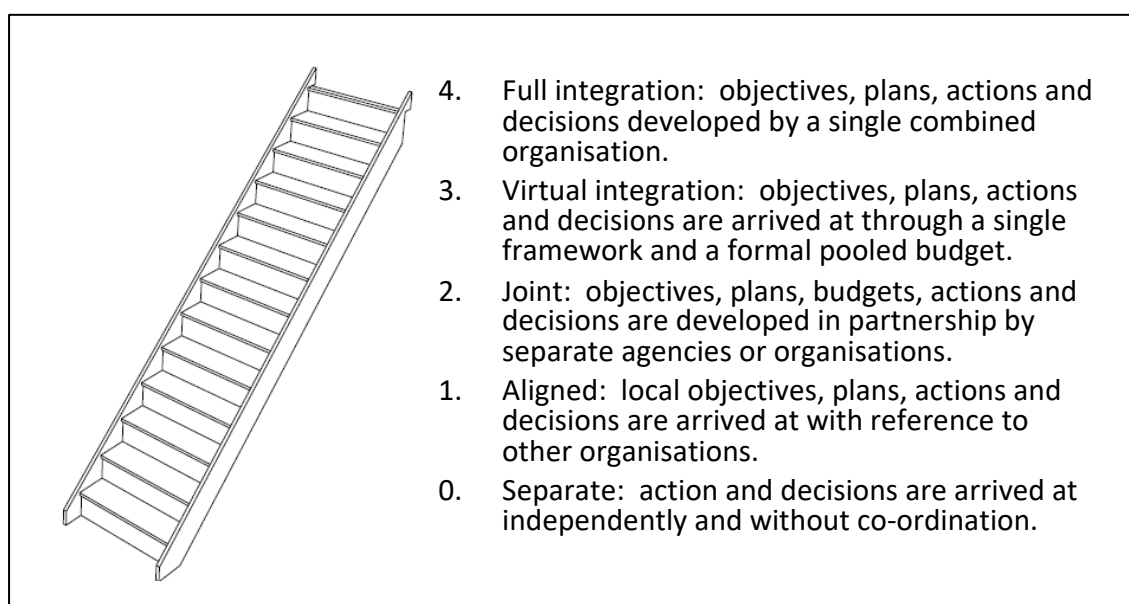 4. Full integration: objectives, plans, actions and
decisions developed by a single combined
organisation.
3. Virtual integration: objectives, plans, actions
and decisions are arrived at through a single
framework and a formal pooled budget.
2. Joint: objectives, plans, budgets, actions and
decisions are developed in partnership by
separate agencies or organisations.
1. Aligned: local objectives, plans, actions and
decisions are arrived at with reference to
other organisations.
0. Separate: action and decisions are arrived at
independently and without co-ordination.